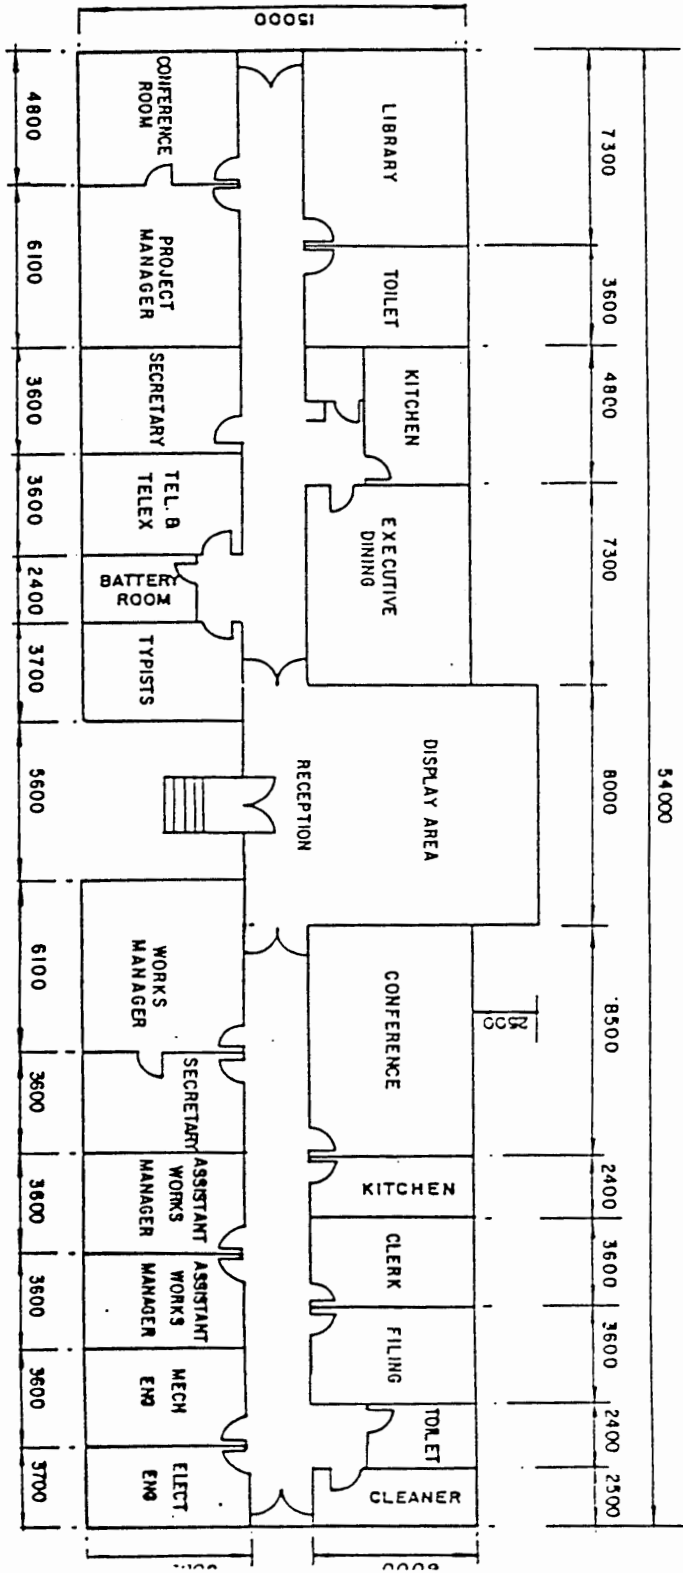 15000
4800
6100
3600
3600
2400
3700
5600
6100
3600
3600
3600
3600
3700
CONFERENCE
ROOM
PROJECT
MANAGER
SECRETARY
TEL. &
TELEX
BATTERY
ROOM
TYPISTS
WORKS
MANAGER
SECRETARY
ASSISTANT
WORKS
MANAGER
ASSISTANT
WORKS
MANAGER
MECH
ENG
ELECT
ENG
RECEPTION
LIBRARY
TOILET
KITCHEN
EXECUTIVE
DINING
DISPLAY AREA
CONFERENCE
KITCHEN
CLERK
FILING
TOILET
CLEANER
2500
7300
3600
4800
7300
8000
8500
2400
3600
3600
2400
2500
54000
6000